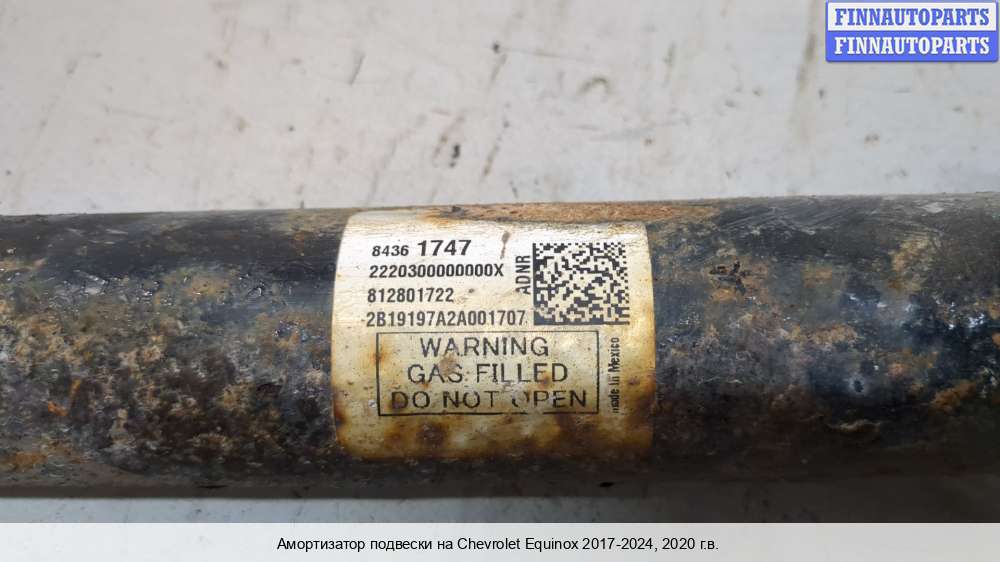 FINNAUTOPARTS
FINNAUTOPARTS
8436 1747
2220300000000X
ADNR
812801722
2B19197A2A001707
WARNING
GAS FILLED
DO NOT OPEN
made in Mexico
Амортизатор подвески на Chevrolet Equinox 2017-2024, 2020 г.в.